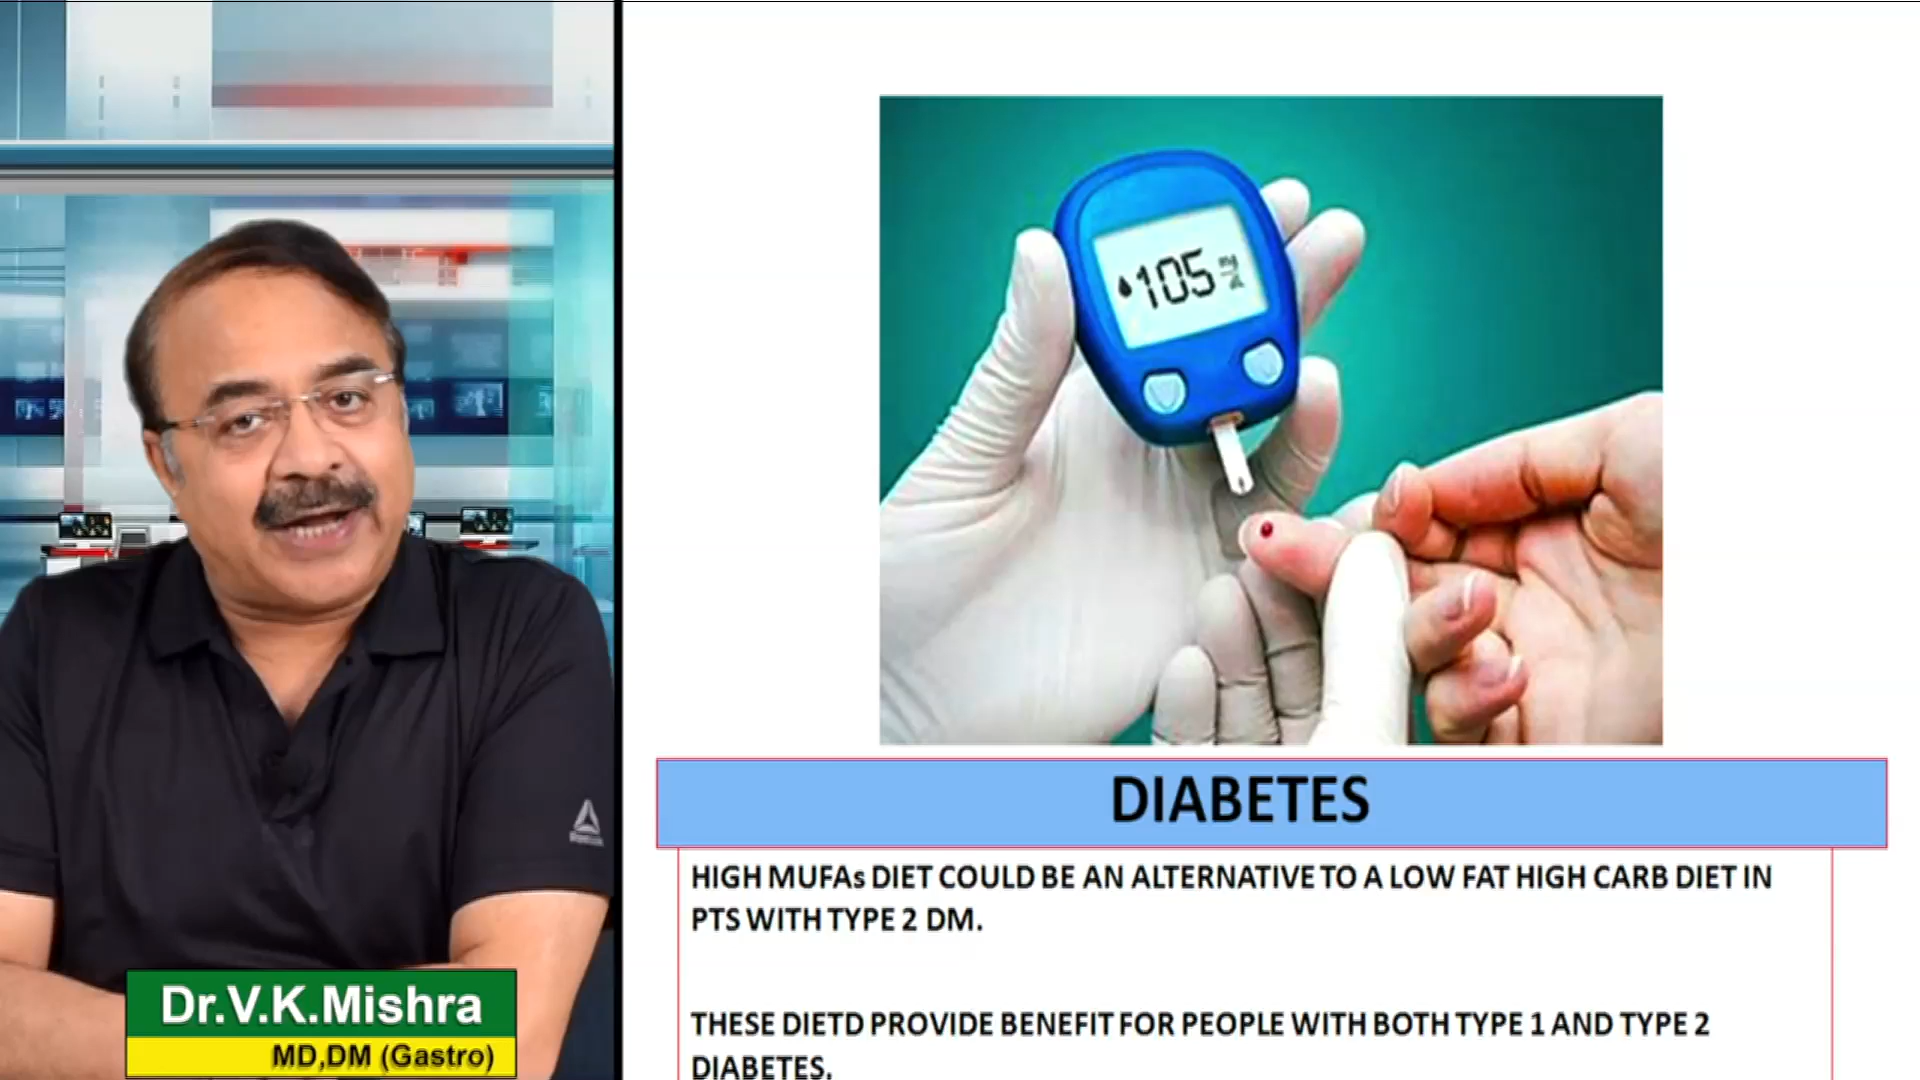 105
DIABETES
HIGH MUFAs DIET COULD BE AN ALTERNATIVE TO A LOW FAT HIGH CARB DIET IN
PTS WITH TYPE 2 DM.
THESE DIETD PROVIDE BENEFIT FOR PEOPLE WITH BOTH TYPE 1 AND TYPE 2
DIABETES.
Dr.V.K.Mishra
MD,DM (Gastro)